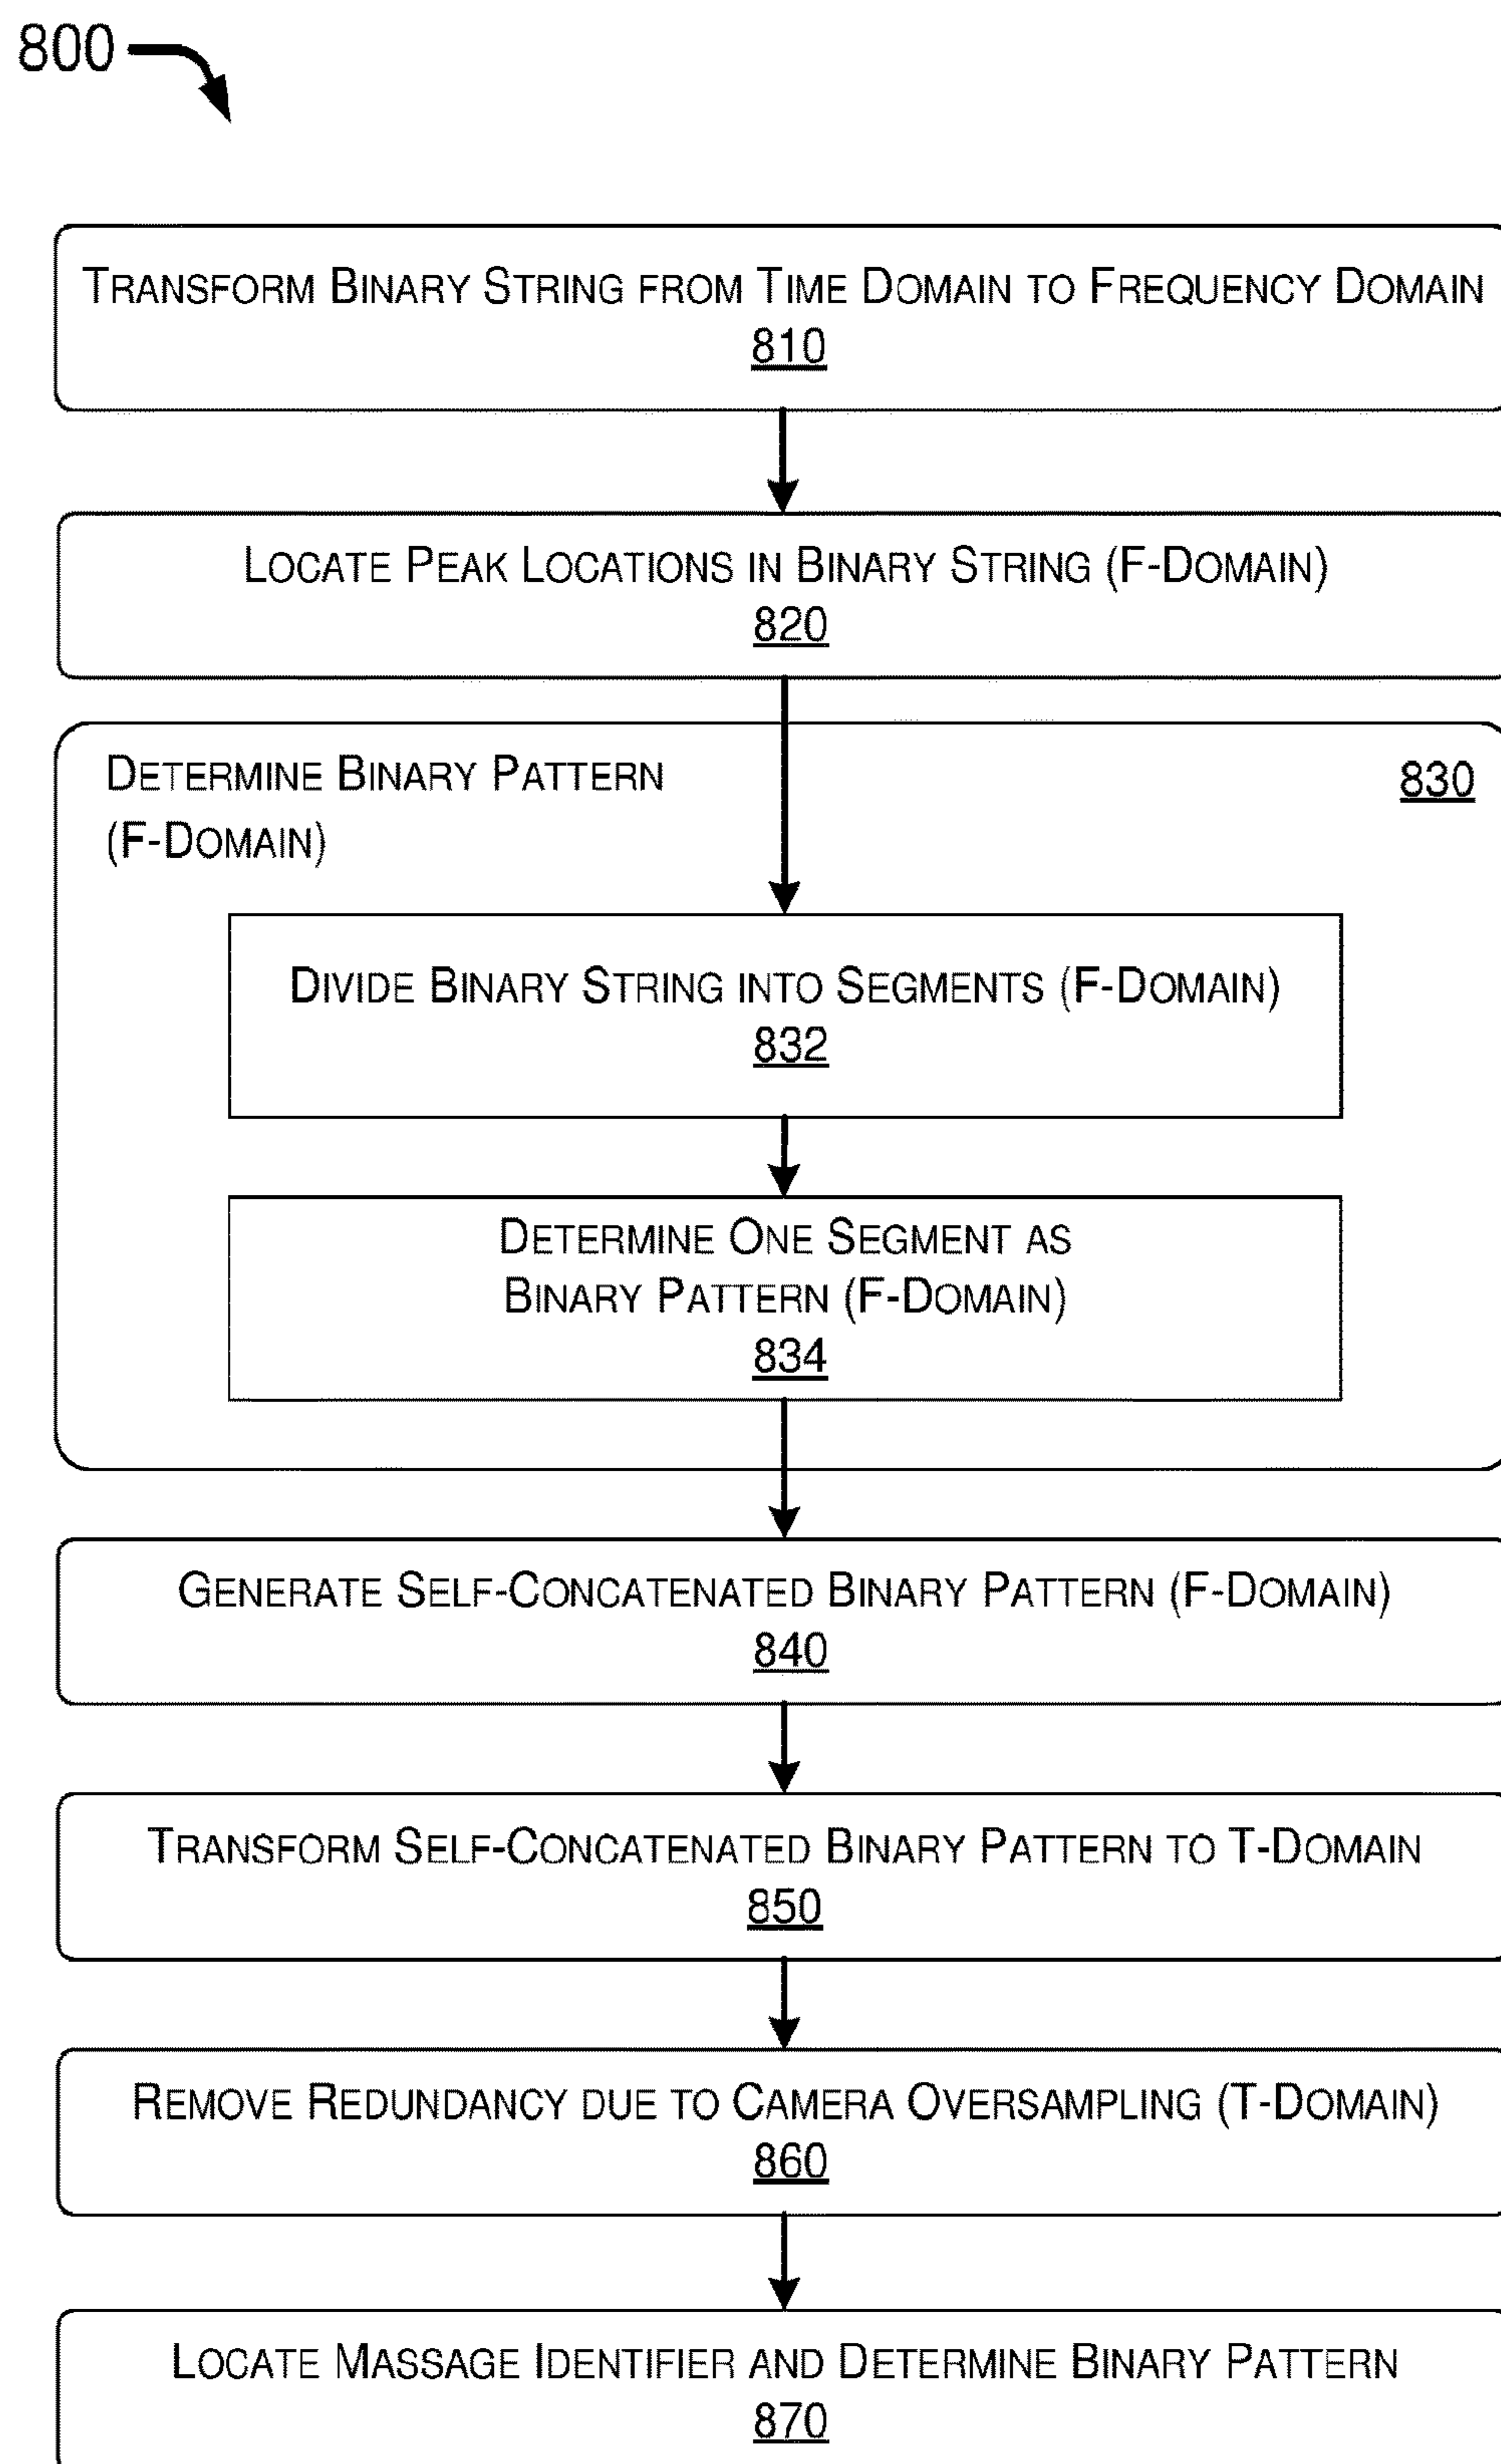 800
TRANSFORM BINARY STRING FROM TIME DOMAIN TO FREQUENCY DOMAIN
810
LOCATE PEAK LOCATIONS IN BINARY STRING (F-DOMAIN)
820
DETERMINE BINARY PATTERN
(F-DOMAIN)
830
DIVIDE BINARY STRING INTO SEGMENTS (F-DOMAIN)
832
DETERMINE ONE SEGMENT AS
BINARY PATTERN (F-DOMAIN)
834
GENERATE SELF-CONCATENATED BINARY PATTERN (F-DOMAIN)
840
TRANSFORM SELF-CONCATENATED BINARY PATTERN TO T-DOMAIN
850
REMOVE REDUNDANCY DUE TO CAMERA OVERSAMPLING (T-DOMAIN)
860
LOCATE MASSAGE IDENTIFIER AND DETERMINE BINARY PATTERN
870